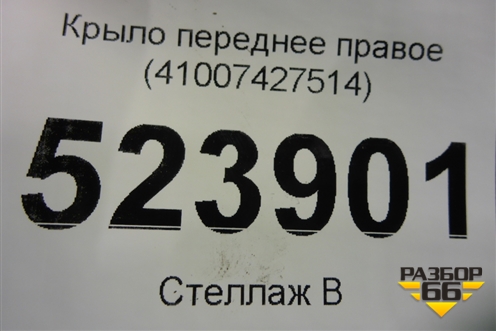 Крыло переднее правое
(41007427514)
523901
Стеллаж В
РАЗБОР
66